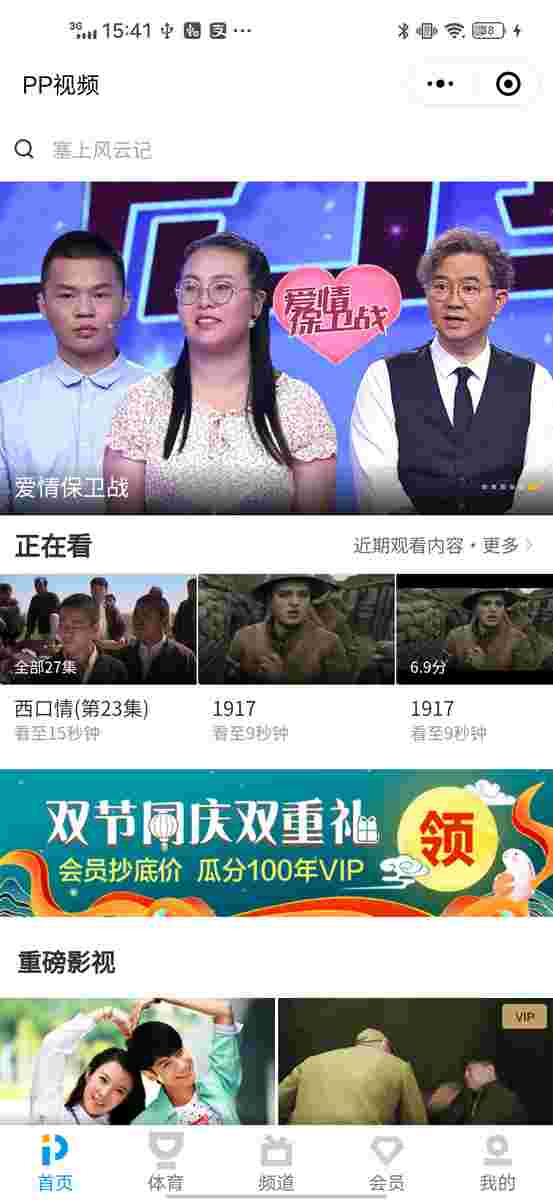 3G 15:41 58
PP视频
塞上风云记
爱情
保卫战
爱情保卫战
正在看
近期观看内容·更多
全部27集
6.9分
西口情(第23集)
1917
1917
看至15秒钟
看至9秒钟
看至9秒钟
双节同庆双重礼
会员抄底价 瓜分100年VIP
领
重磅影视
VIP
首页
体育
频道
会员
我的